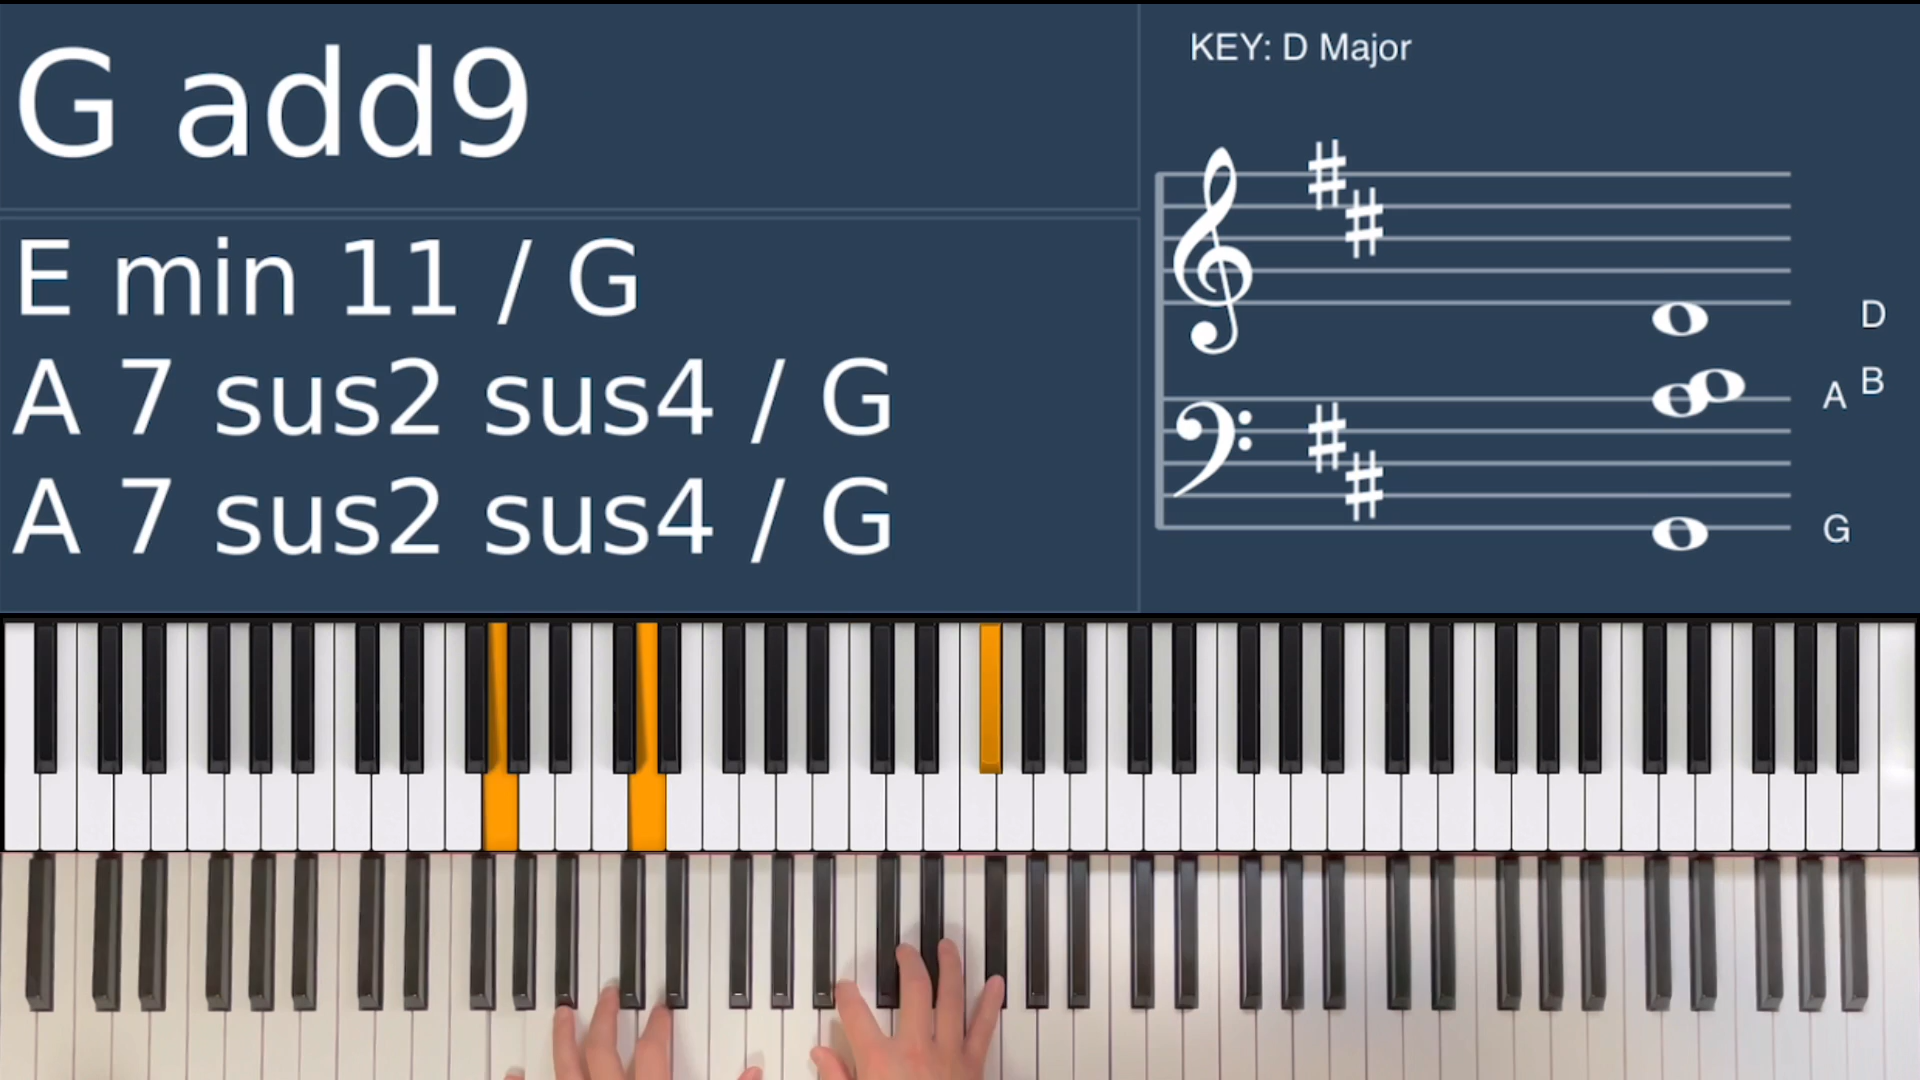 G add9
E min 11 / G
A 7 sus2 sus4 / G
A 7 sus2 sus4 / G
KEY: D Major
D
B
A
G